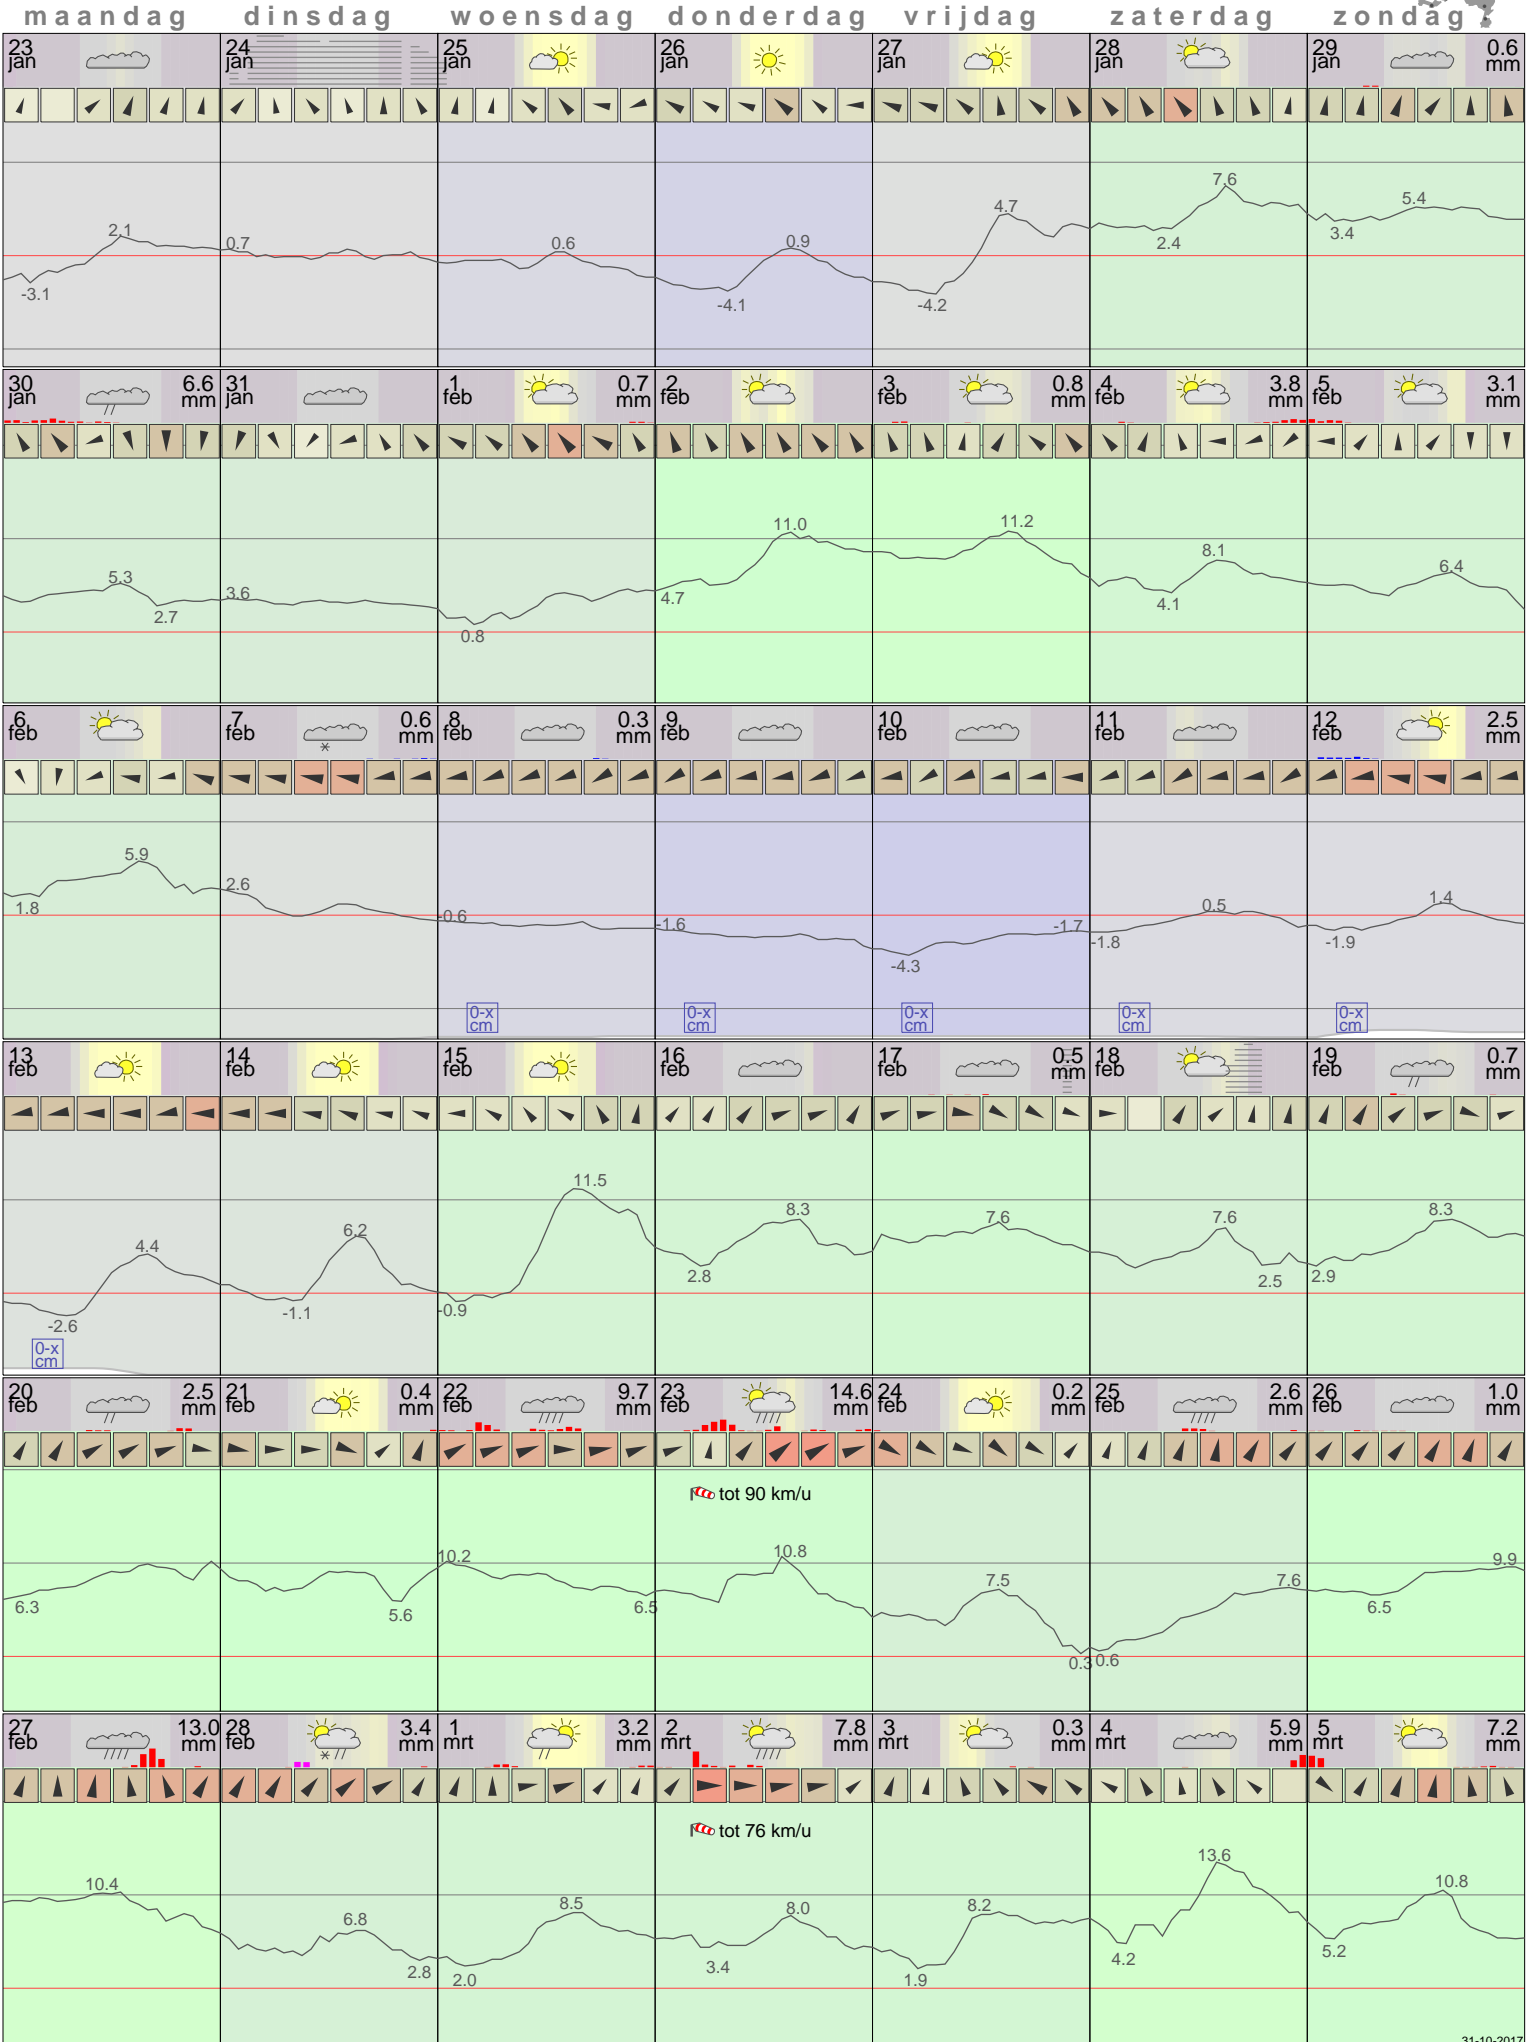 maandag dinsdag woensdag donderdag vrijdag zaterdag zondag
23 24 25 26 27 28 29 0.6
jan jan jan jan jan jan jan mm
2.1 0.7 0.6 0.9 4.7 7.6 5.4
-3.1 -4.1 -4.2 2.4 3.4
30 6.6 31 1 0.7 2 3 0.8 4 3.8 5 3.1
jan mm jan feb mm feb feb mm feb mm feb mm
5.3 3.6 11.0 11.2 8.1 6.4
2.7 0.8 4.7 4.1
6 7 0.6 8 0.3 9 10 11 12 2.5
feb feb mm feb mm feb feb feb feb mm
5.9 2.6 -0.6 -1.6 -1.7 0.5 1.4
1.8 -4.3 -1.8 -1.9
0-x 0-x 0-x 0-x 0-x
cm cm cm cm cm
13 14 15 16 17 0.5 18 19 0.7
feb feb feb feb feb mm feb feb mm
4.4 6.2 11.5 8.3 7.6 7.6 8.3
-2.6 -1.1 -0.9 2.8 2.5 2.9
0-x
cm
20 2.5 21 0.4 22 9.7 23 14.6 24 0.2 25 2.6 26 1.0
feb mm feb mm feb mm feb mm feb mm feb mm feb mm
tot 90 km/u
10.2 10.8 7.5 7.6 9.9
6.3 5.6 6.5 0.3 0.6 6.5
27 13.0 28 3.4 1 3.2 2 7.8 3 0.3 4 5.9 5 7.2
feb mm feb mm mrt mm mrt mm mrt mm mrt mm mrt mm
tot 76 km/u
10.4 6.8 8.5 8.0 8.2 13.6 10.8
2.8 2.0 3.4 1.9 4.2 5.2
31-10-2017